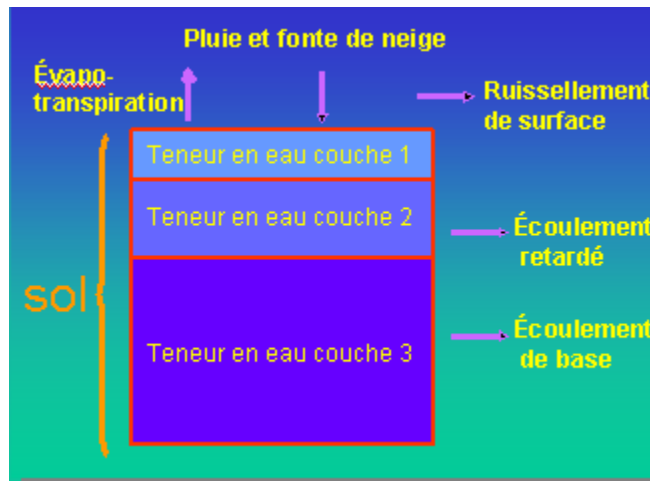 Pluie et fonte de neige
Évapo-
transpiration
Ruissellement
de surface
Teneur en eau couche 1
Teneur en eau couche 2
Écoulement
retardé
sol
Teneur en eau couche 3
Écoulement
de base